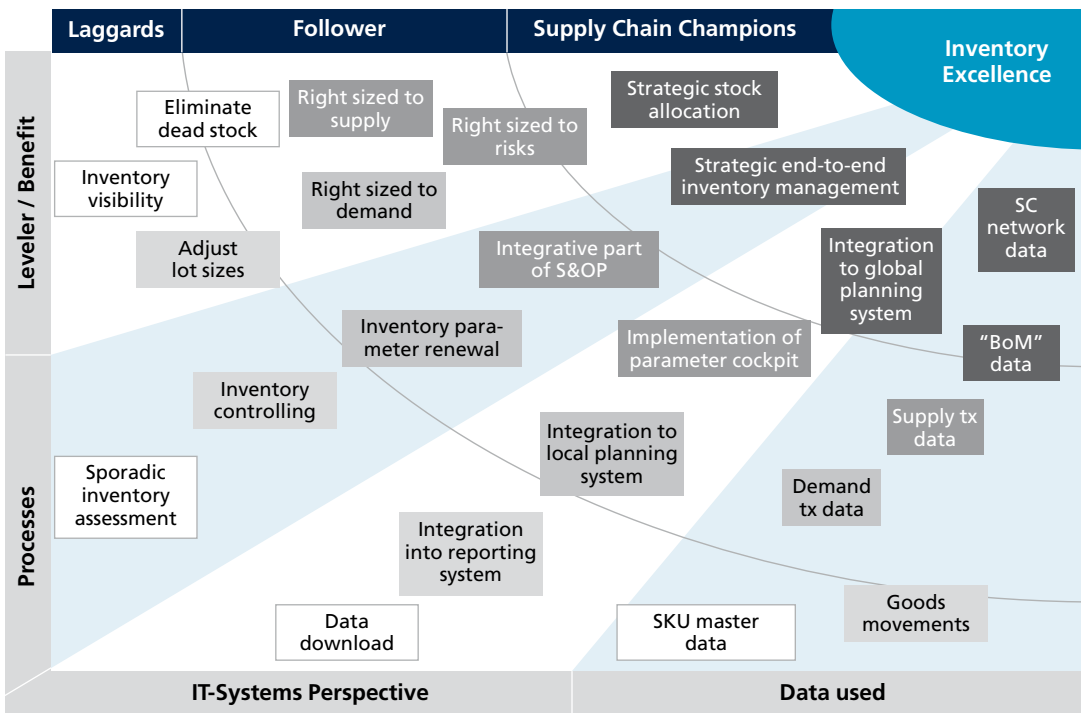 Laggards
Follower
Supply Chain Champions
Inventory
Excellence
Leveler / Benefit
Processes
Eliminate
dead stock
Right sized to
supply
Right sized to
risks
Strategic stock
allocation
Inventory
visibility
Right sized to
demand
Strategic end-to-end
inventory management
Adjust
lot sizes
Integrative part
of S&OP
Integration
to global
planning
system
SC
network
data
Inventory para-
meter renewal
Implementation of
parameter cockpit
“BoM”
data
Inventory
controlling
Supply tx
data
Sporadic
inventory
assessment
Integration to
local planning
system
Demand
tx data
Integration
into reporting
system
Goods
movements
Data
download
SKU master
data
IT-Systems Perspective
Data used